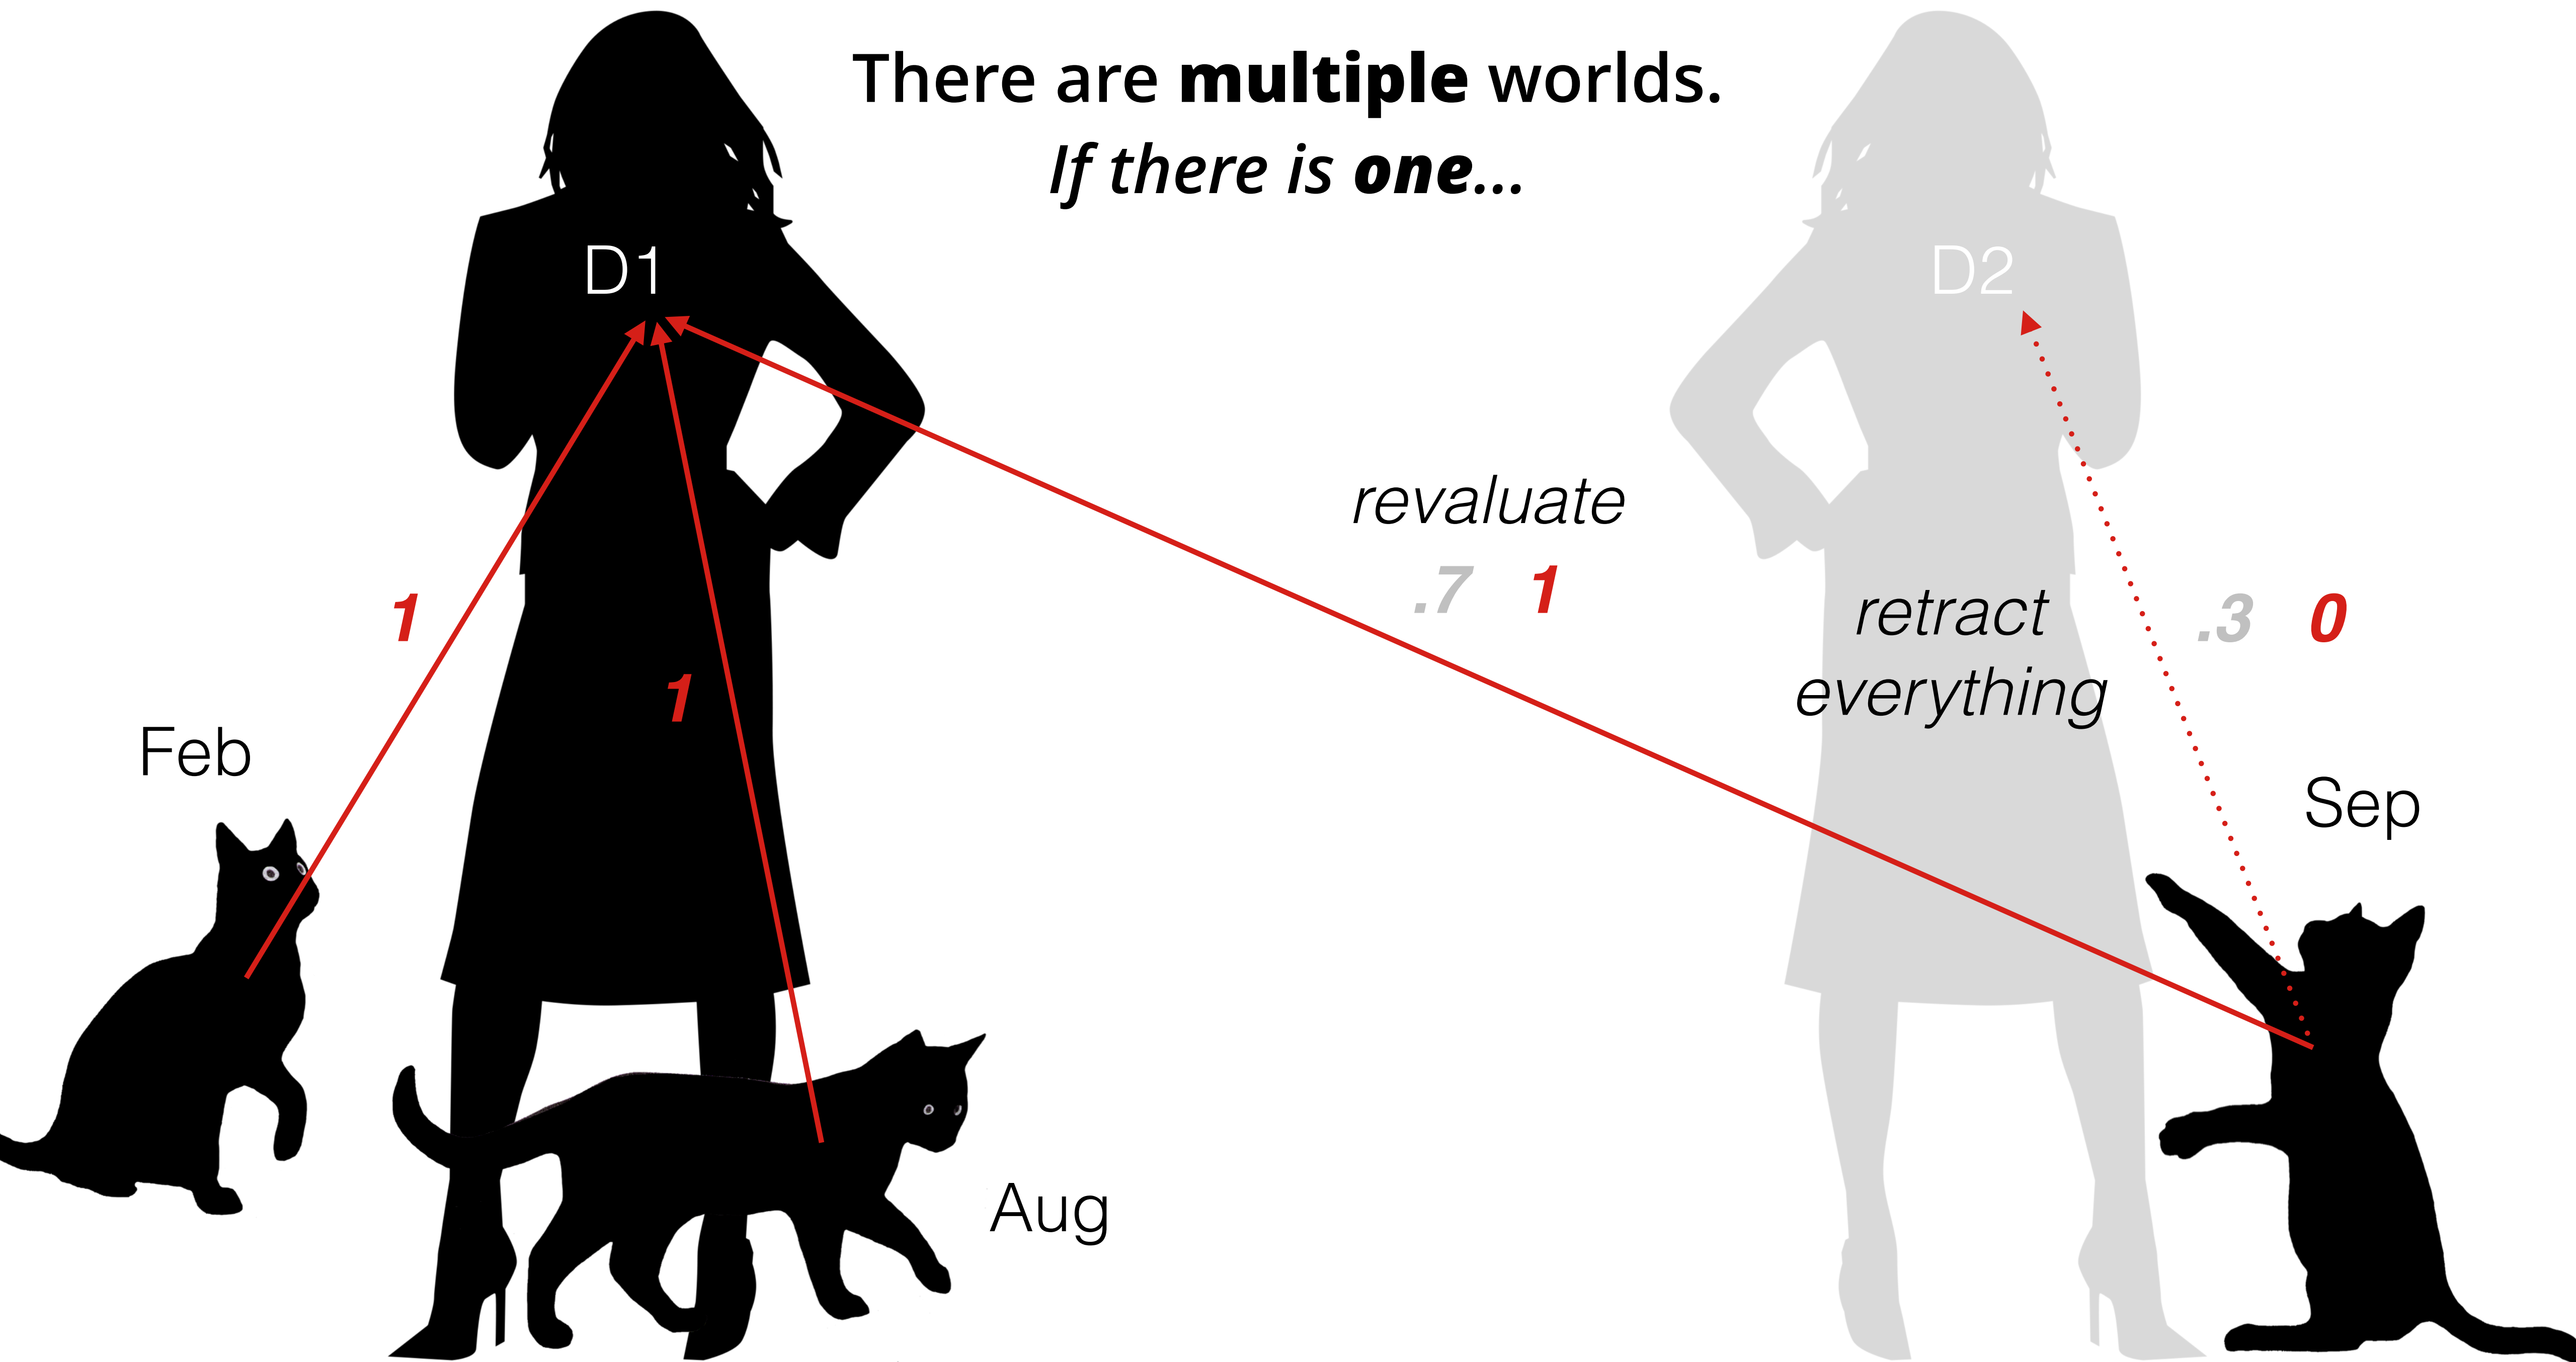 There are multiple worlds.
If there is one...
D1
D2
revaluate
.7 1
retract
everything
.3 0
1
1
Feb
Sep
Aug